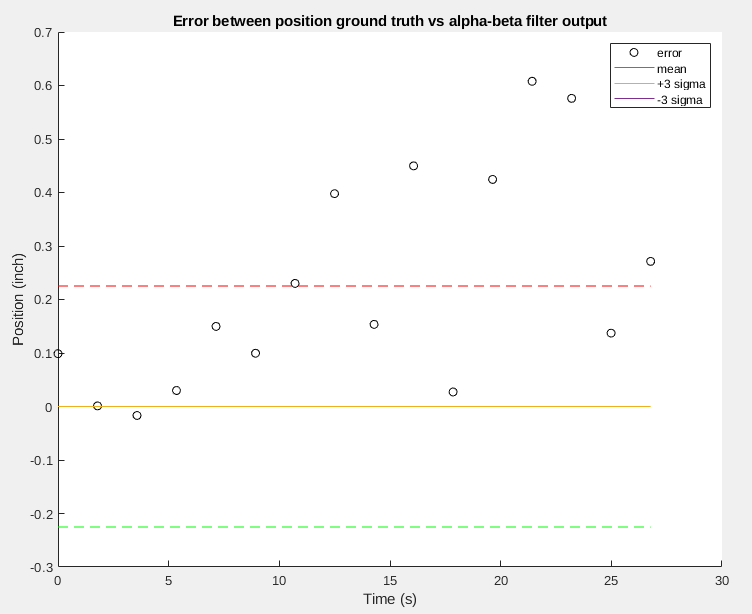 Error between position ground truth vs alpha-beta filter output
error
mean
+3 sigma
-3 sigma
Position (inch)
0.7
0.6
0.5
0.4
0.3
0.2
0.1
0
-0.1
-0.2
-0.3
0
5
10
15
20
25
30
Time (s)